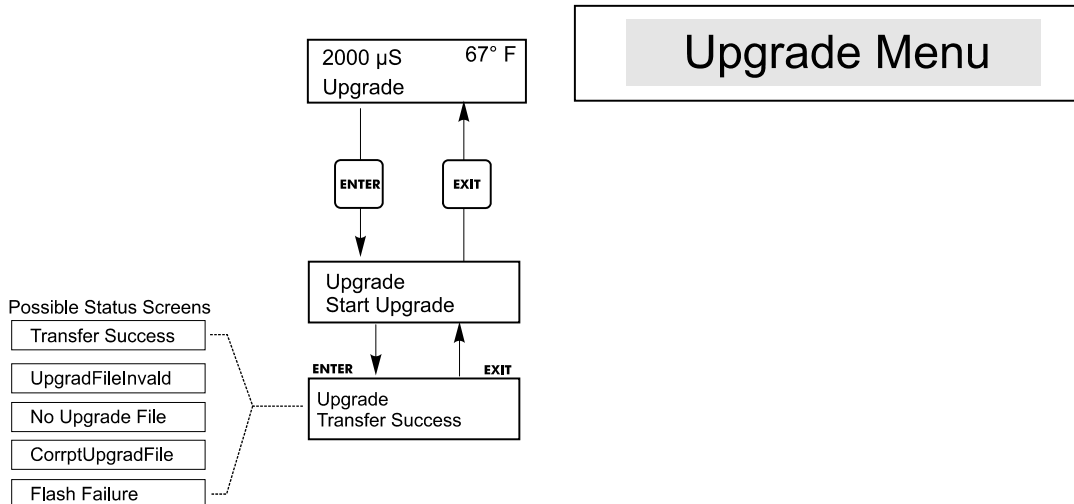 Upgrade Menu
2000 µS 67° F
Upgrade
ENTER EXIT
Upgrade
Start Upgrade
ENTER EXIT
Upgrade
Transfer Success
Possible Status Screens
Transfer Success
UpgradFileInvald
No Upgrade File
CorrptUpgradFile
Flash Failure